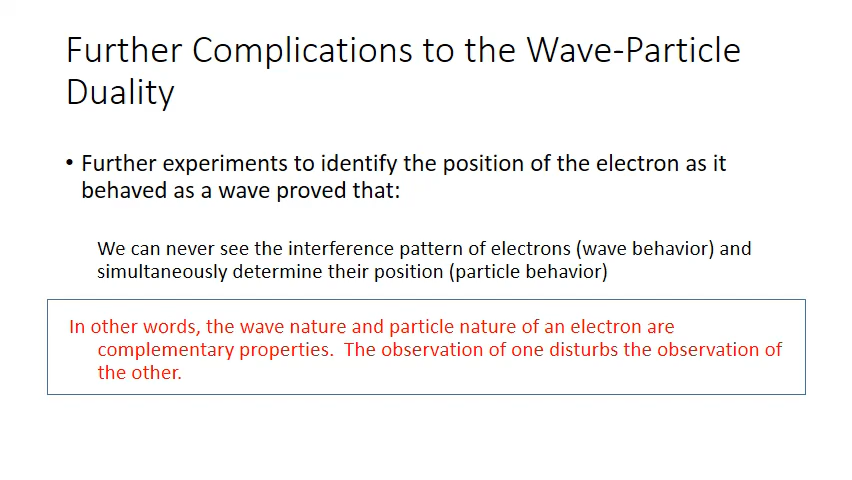 Further Complications to the Wave-Particle
Duality
• Further experiments to identify the position of the electron as it
behaved as a wave proved that:
We can never see the interference pattern of electrons (wave behavior) and
simultaneously determine their position (particle behavior)
In other words, the wave nature and particle nature of an electron are
complementary properties.  The observation of one disturbs the observation of
the other.